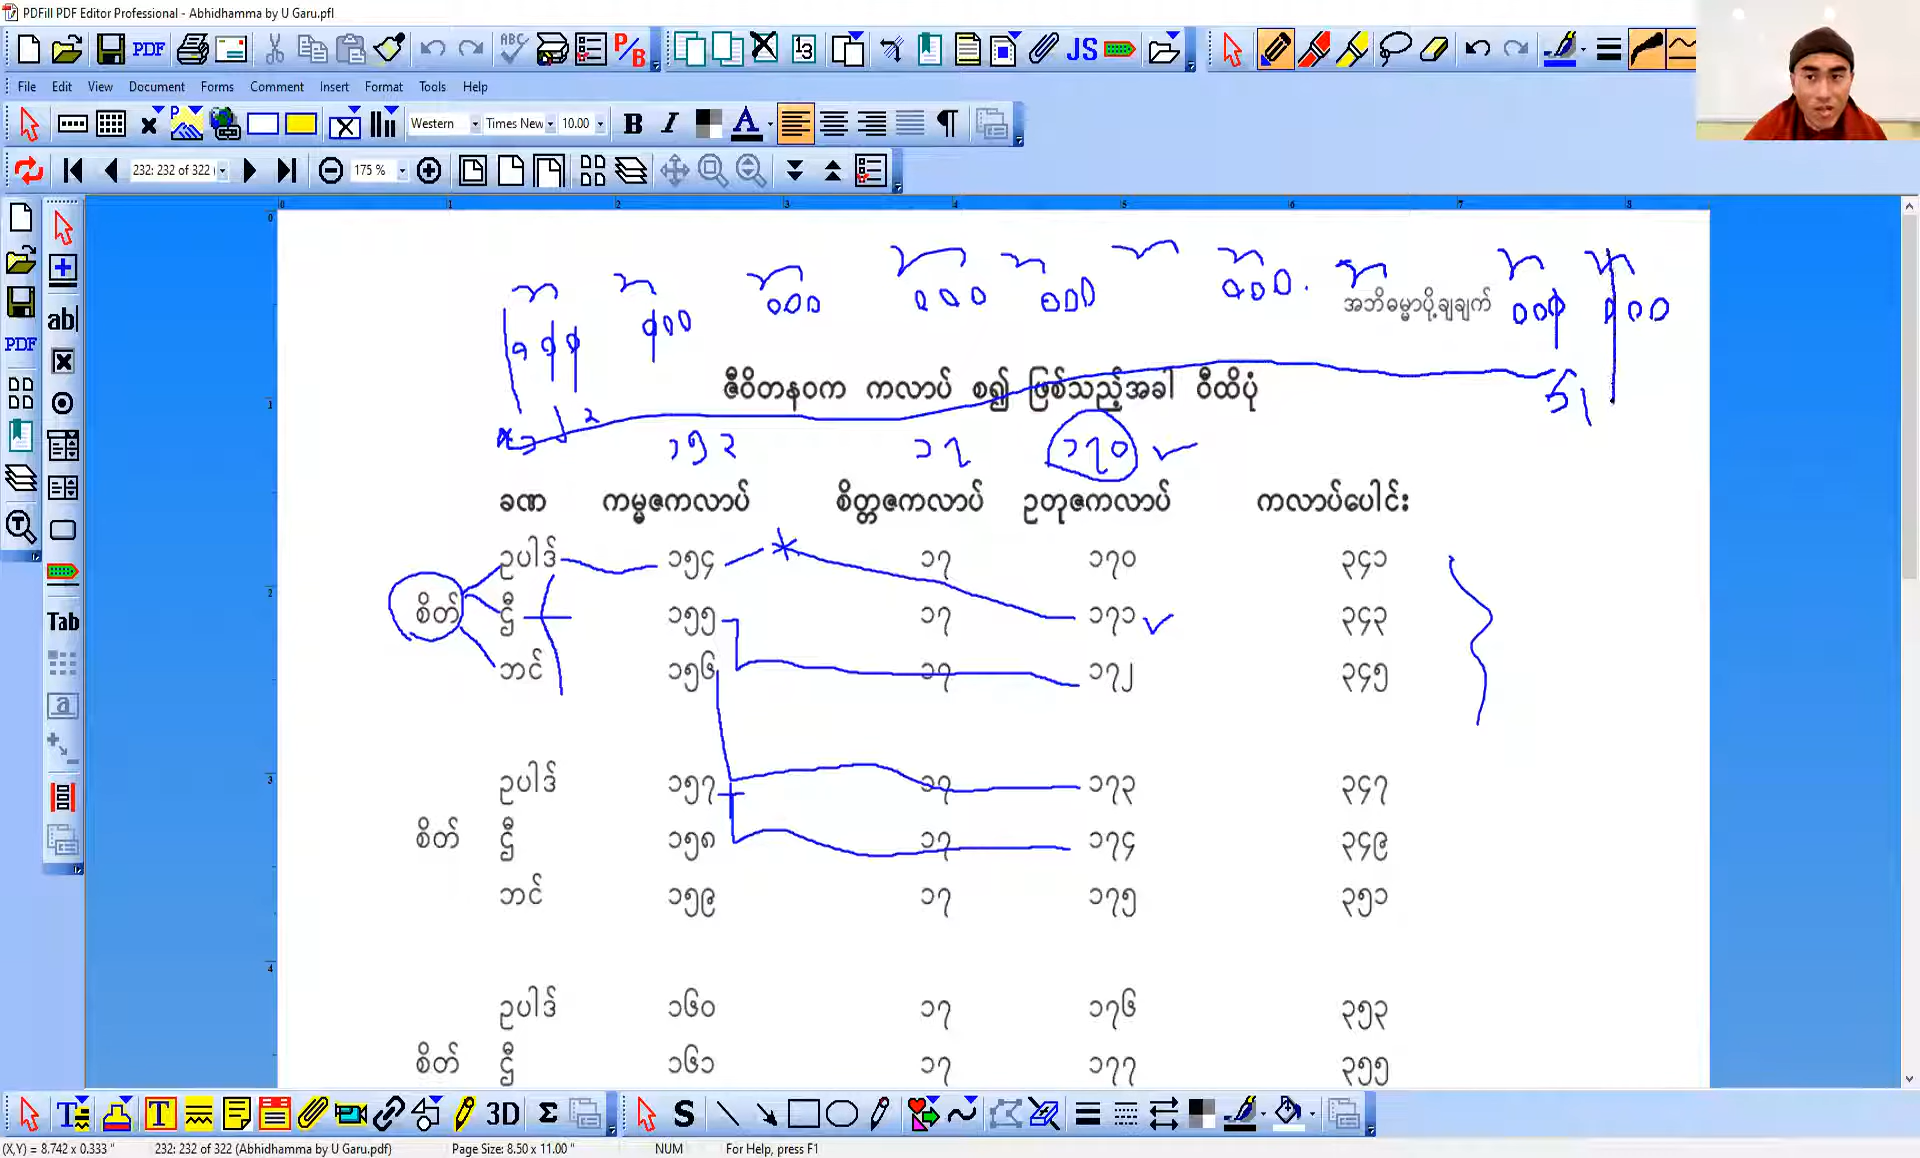 PDFill PDF Editor Professional - Abhidhamma by U Garu.pfl
File Edit View Document Forms Comment Insert Format Tools Help
Western Times New 10.00
232: 232 of 322 175 %
အဘိဓမ္မာပို့ချချက်
ဇီဝိတနဝက ကလာပ် စ၍ ဖြစ်သည့်အခါ ဝီထိပုံ
၁၅၃ ၁၇ ၁၇၀
ခဏ ကမ္မဇကလာပ် စိတ္တဇကလာပ် ဥတုဇကလာပ် ကလာပ်ပေါင်း
ဥပါဒ် ၁၅၄ ၁၇ ၁၇၀ ၃၄၁
စိတ် ဌီ ၁၅၅ ၁၇ ၁၇၁ ၃၄၃
ဘင် ၁၅၆ ၁၇ ၁၇၂ ၃၄၅
ဥပါဒ် ၁၅၇ ၁၇ ၁၇၃ ၃၄၇
စိတ် ဌီ ၁၅၈ ၁၇ ၁၇၄ ၃၄၉
ဘင် ၁၅၉ ၁၇ ၁၇၅ ၃၅၁
ဥပါဒ် ၁၆၀ ၁၇ ၁၇၆ ၃၅၃
စိတ် ဌီ ၁၆၁ ၁၇ ၁၇၇ ၃၅၅
(X,Y) = 8.742 x 0.333 " 232: 232 of 322 (Abhidhamma by U Garu.pdf) Page Size: 8.50 x 11.00 " NUM For Help, press F1